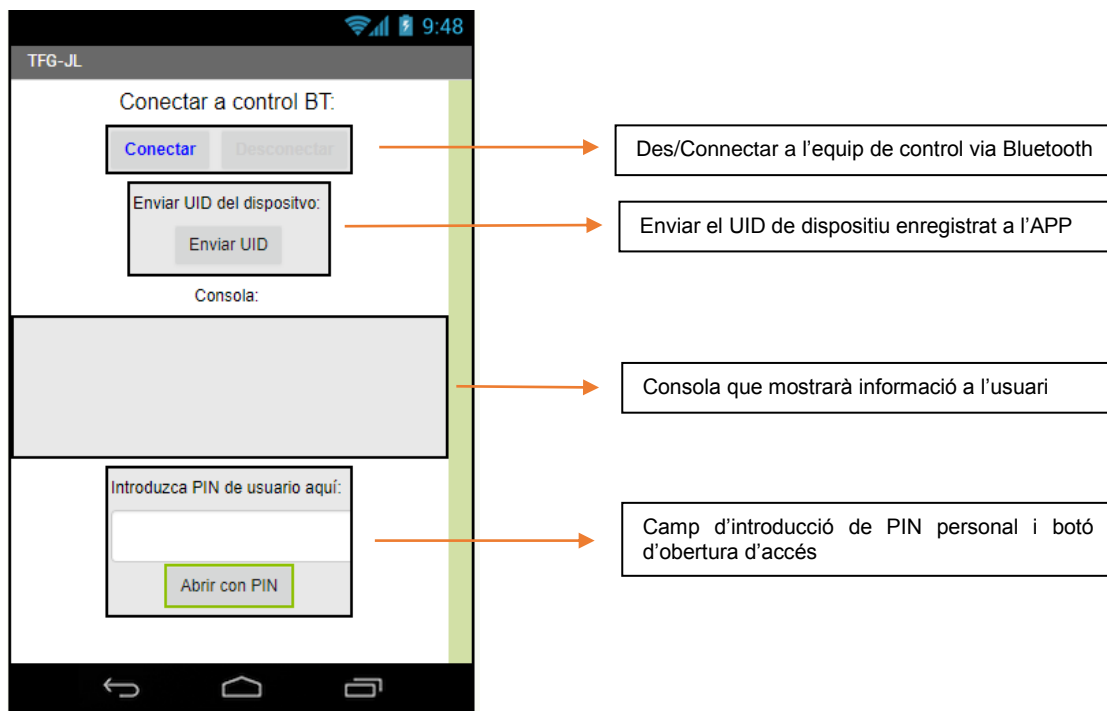 9:48
TFG-JL
Conectar a control BT:
Conectar Desconectar
Des/Connectar a l’equip de control via Bluetooth
Enviar UID del dispositvo:
Enviar UID
Enviar el UID de dispositiu enregistrat a l’APP
Consola:
Consola que mostrarà informació a l’usuari
Introduzca PIN de usuario aquí:
Abrir con PIN
Camp d’introducció de PIN personal i botó
d’obertura d’accés